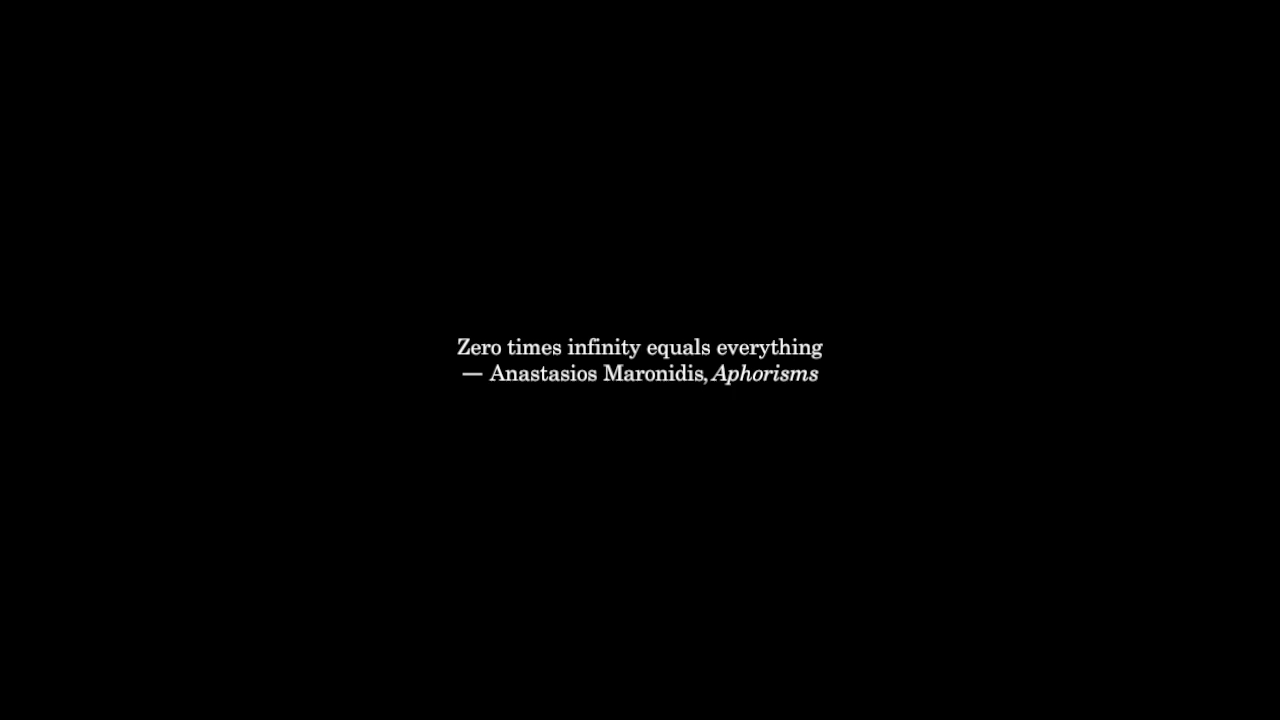 Zero times infinity equals everything
— Anastasios Maronidis, Aphorisms